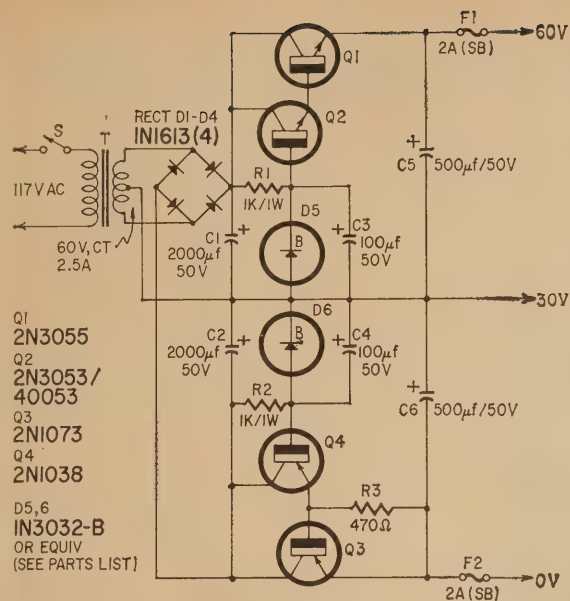 Q1
Q2
F1
2A (SB)
60V
RECT D1-D4
1N1613(4)
S
T
117V AC
60V, CT
2.5A
R1
1K/1W
D5
B
C1
2000µf
50V
C3
100µf
50V
C5
500µf/50V
30V
D6
B
C2
2000µf
50V
C4
100µf
50V
R2
1K/1W
C6
500µf/50V
Q4
R3
470Ω
Q3
F2
2A (SB)
0V
Q1
2N3055
Q2
2N3053/
40053
Q3
2N1073
Q4
2N1038
D5,6
1N3032-B
OR EQUIV
(SEE PARTS LIST)